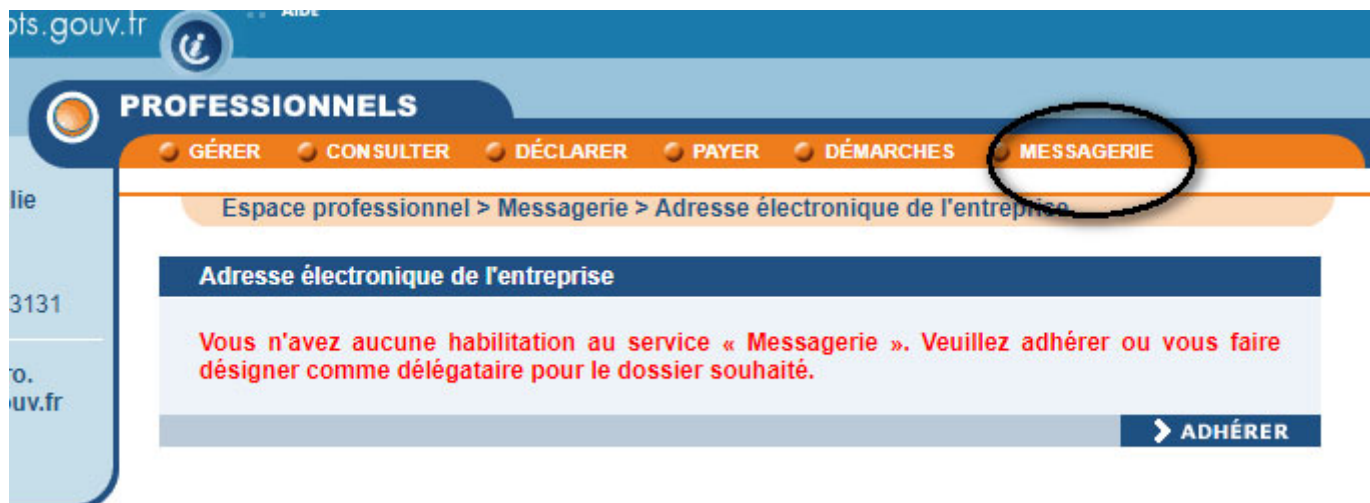 ots.gouv.fr
AIDE
PROFESSIONNELS
GÉRER CONSULTER DÉCLARER PAYER DÉMARCHES MESSAGERIE
lie
Espace professionnel > Messagerie > Adresse électronique de l'entreprise
Adresse électronique de l'entreprise
3131
Vous n'avez aucune habilitation au service « Messagerie ». Veuillez adhérer ou vous faire
désigner comme délégataire pour le dossier souhaité.
ro.
ouv.fr
ADHÉRER